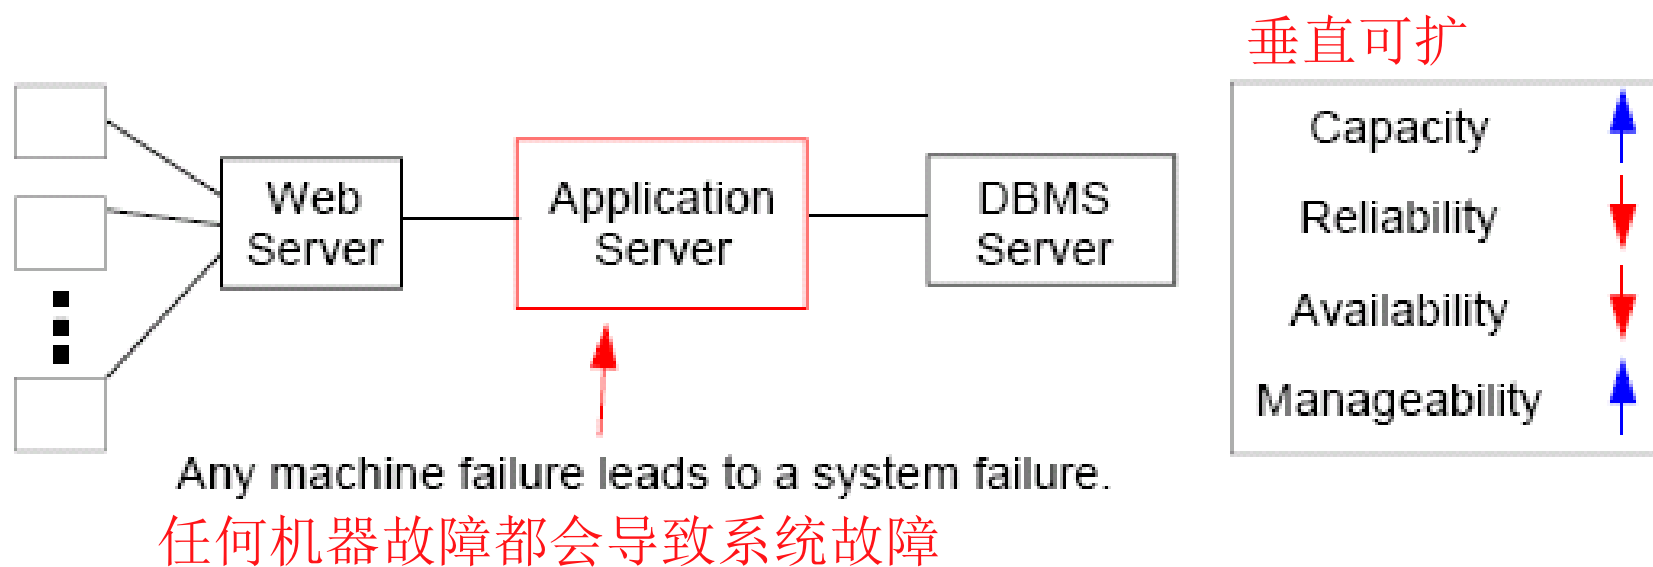 垂直可扩
Web
Server
Application
Server
DBMS
Server
Capacity
Reliability
Availability
Manageability
Any machine failure leads to a system failure.
任何机器故障都会导致系统故障